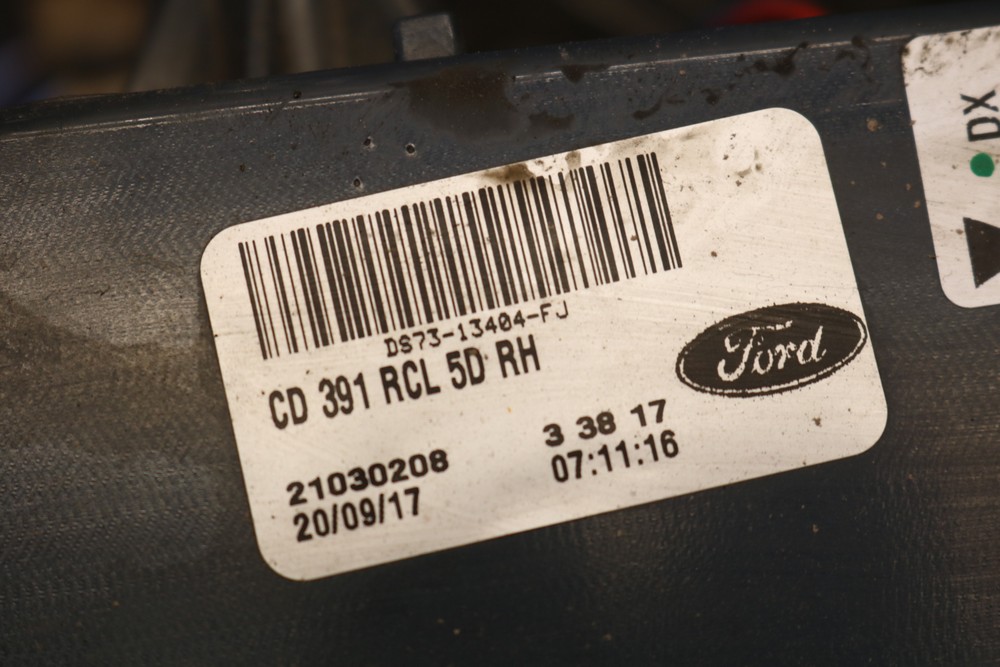 DS73-13404-FJ
CD 391 RCL 5D RH
Ford
21030208
3 38 17
20/09/17
07:11:16
DX